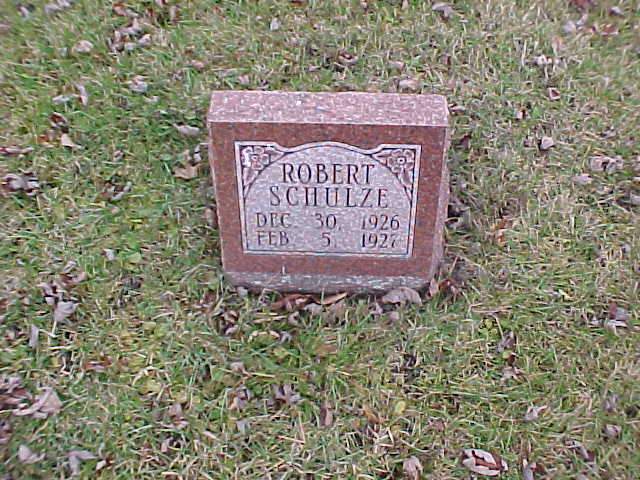 ROBERT
SCHULZE
DEC. 30, 1926
FEB. 5, 1927